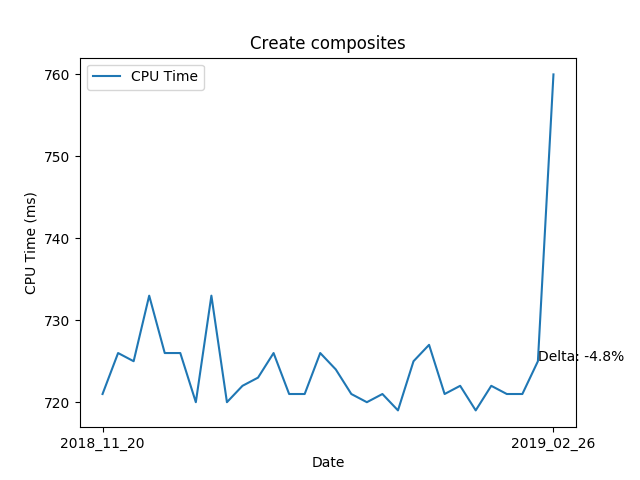 Create composites
CPU Time
760
750
740
730
720
CPU Time (ms)
Delta: -4.8%
2018_11_20
2019_02_26
Date